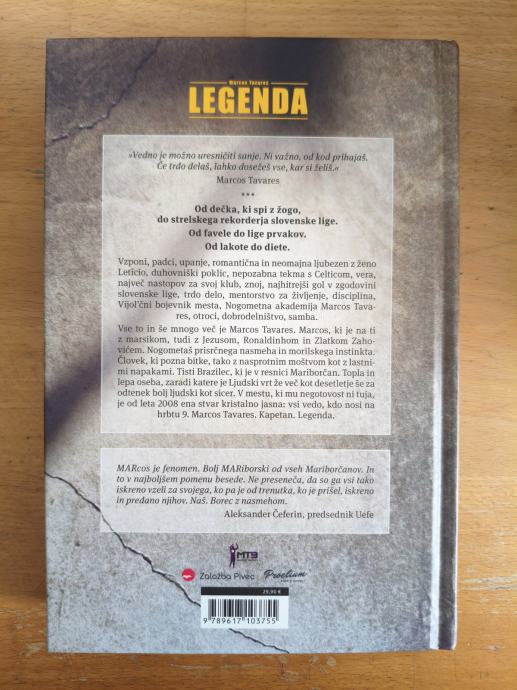 Marcos Tavares
LEGENDA
»Vedno je možno uresničiti sanje. Ni važno, od kod prihajaš.
Če trdo delaš, lahko dosežeš vse, kar si želiš.«
Marcos Tavares
***
Od dečka, ki spi z žogo,
do strelskega rekorderja slovenske lige.
Od favele do lige prvakov.
Od lakote do diete.
Vzponi, padci, upanje, romantična in neomajna ljubezen z ženo
Leticio, duhovniški poklic, nepozabna tekma s Celticom, vera,
največ nastopov za svoj klub, znoj, najhitrejši gol v zgodovini
slovenske lige, trdo delo, mentorstvo za življenje, disciplina,
Vijol'čni bojevnik mesta, Nogometna akademija Marcos Tava-
res, otroci, dobrodelništvo, samba.
Vse to in še mnogo več je Marcos Tavares. Marcos, ki je na ti
z marsikom, tudi z Jezusom, Ronaldinhom in Zlatkom Zaho-
vićem. Nogometaš prisrčnega nasmeha in morilskega instinkta.
Človek, ki pozna bitke, tako z nasprotnim moštvom kot z lastni-
mi napakami. Tisti Brazilec, ki je v resnici Mariborčan. Topla in
lepa oseba, zaradi katere je Ljudski vrt že več kot desetletje še za
odtenek bolj ljudski kot sicer. V mestu, ki mu negotovost ni tuja,
je od leta 2008 ena stvar kristalno jasna: vsi vedo, kdo nosi na
hrbtu 9. Marcos Tavares. Kapetan. Legenda.
MARcos je fenomen. Bolj MARiborski od vseh Mariborčanov. In
to v najboljšem pomenu besede. Ne preseneča, da so ga vsi tako
iskreno vzeli za svojega, ko pa je od trenutka, ko je prišel, iskreno
in predano njihov. Naš. Borec z nasmehom.
Aleksander Čeferin, predsednik Uefe
MT9
Založba Pivec
Proelium
29,90 €
9 789617 103755